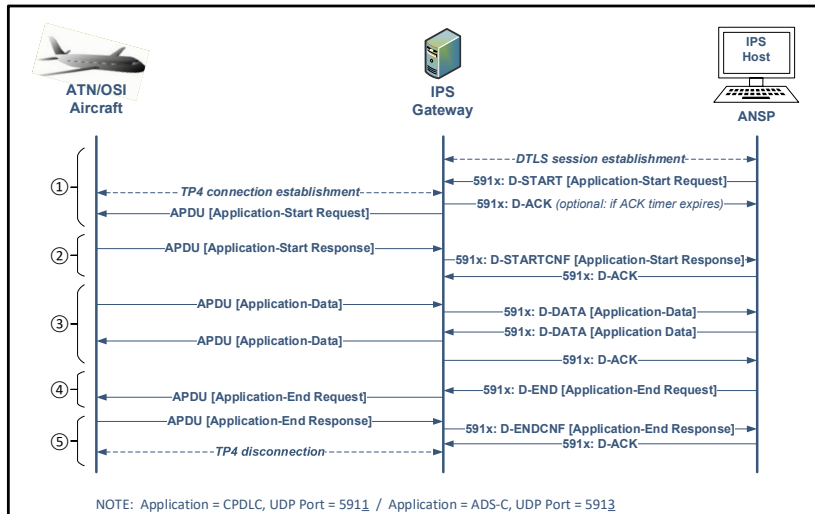 ATN/OSI
Aircraft
IPS
Gateway
IPS
Host
ANSP
①
DTLS session establishment
591x: D-START [Application-Start Request]
TP4 connection establishment
591x: D-ACK (optional: if ACK timer expires)
APDU [Application-Start Request]
②
APDU [Application-Start Response]
591x: D-STARTCNF [Application-Start Response]
591x: D-ACK
③
APDU [Application-Data]
591x: D-DATA [Application-Data]
591x: D-DATA [Application Data]
APDU [Application-Data]
591x: D-ACK
④
591x: D-END [Application-End Request]
APDU [Application-End Request]
⑤
APDU [Application-End Response]
591x: D-ENDCNF [Application-End Response]
591x: D-ACK
TP4 disconnection
NOTE: Application = CPDLC, UDP Port = 5911 / Application = ADS-C, UDP Port = 5913